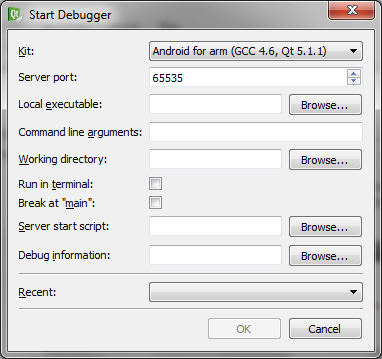 Start Debugger
Kit: Android for arm (GCC 4.6, Qt 5.1.1)
Server port: 65535
Local executable: Browse...
Command line arguments:
Working directory: Browse...
Run in terminal:
Break at "main":
Server start script: Browse...
Debug information: Browse...
Recent:
OK Cancel